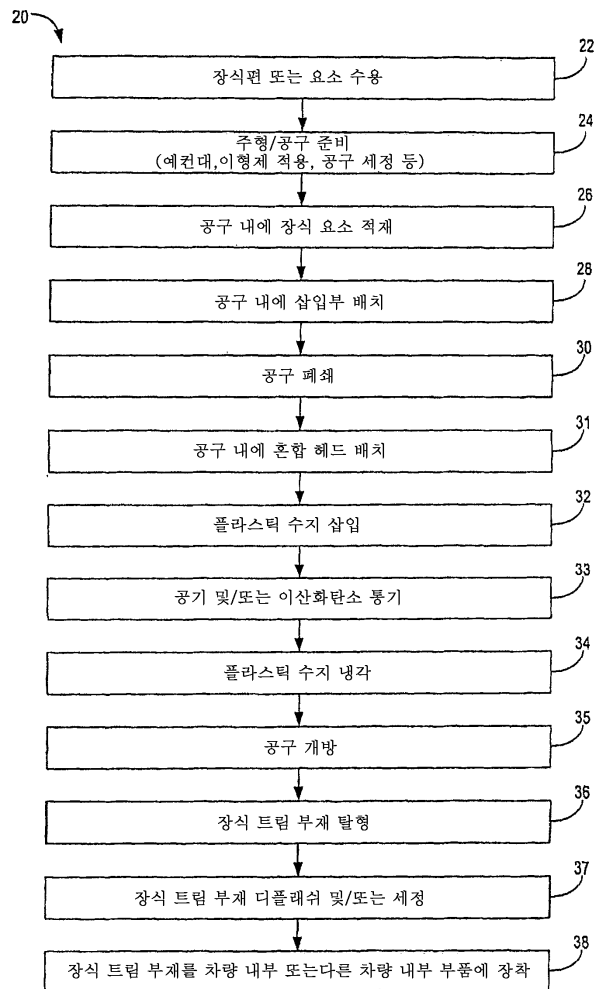 20
22
장식편 또는 요소 수용
24
주형/공구 준비
(예컨대,이형제 적용, 공구 세정 등)
26
공구 내에 장식 요소 적재
28
공구 내에 삽입부 배치
30
공구 폐쇄
31
공구 내에 혼합 헤드 배치
32
플라스틱 수지 삽입
33
공기 및/또는 이산화탄소 통기
34
플라스틱 수지 냉각
35
공구 개방
36
장식 트림 부재 탈형
37
장식 트림 부재 디플래쉬 및/또는 세정
38
장식 트림 부재를 차량 내부 또는다른 차량 내부 부품에 장착